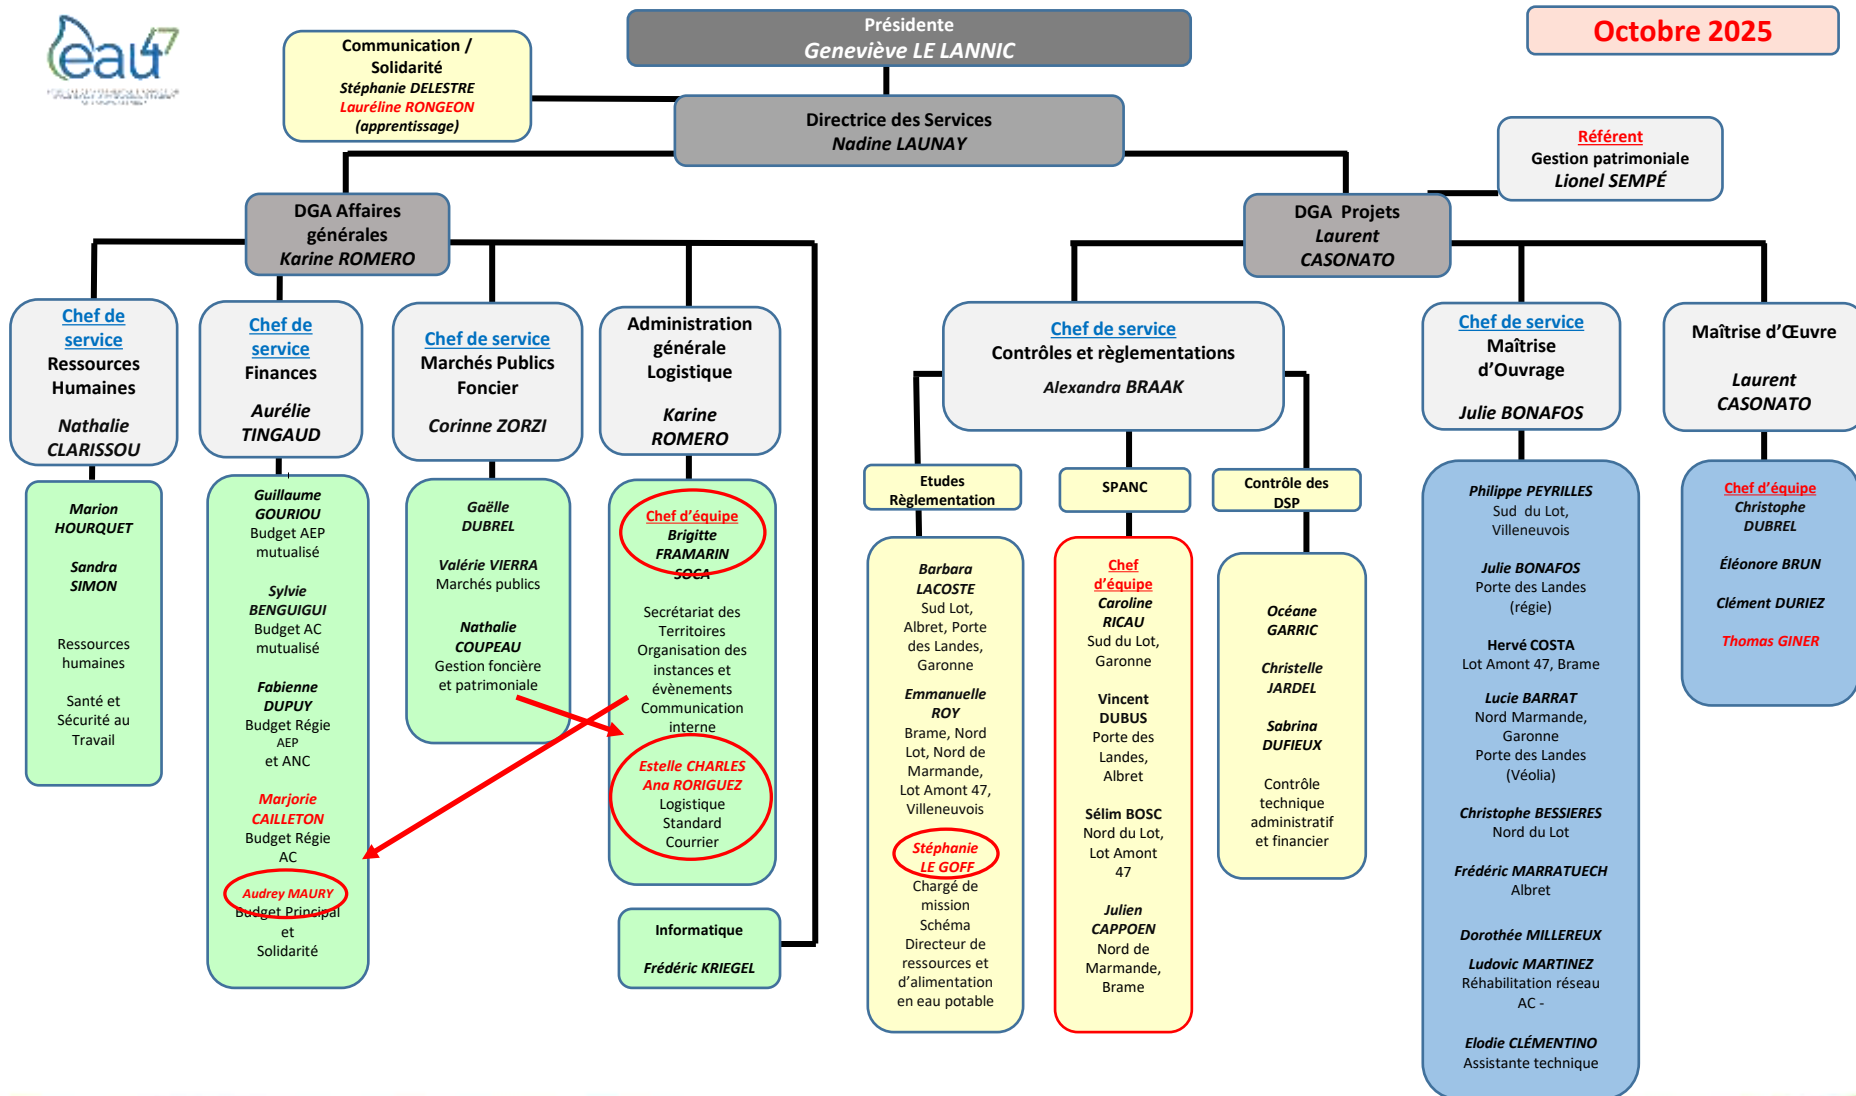 eau47
Communication /
Solidarité
Stéphanie DELESTRE
Lauréline RONGEON
(apprentissage)
Présidente
Geneviève LE LANNIC
Octobre 2025
Directrice des Services
Nadine LAUNAY
Référent
Gestion patrimoniale
Lionel SEMPÉ
DGA Affaires
générales
Karine ROMERO
DGA Projets
Laurent
CASONATO
Chef de
service
Ressources
Humaines
Nathalie
CLARISSOU
Chef de
service
Finances
Aurélie
TINGAUD
Chef de service
Marchés Publics
Foncier
Corinne ZORZI
Administration
générale
Logistique
Karine
ROMERO
Chef de service
Contrôles et règlementations
Alexandra BRAAK
Chef de service
Maîtrise
d'Ouvrage
Julie BONAFOS
Maîtrise d'Œuvre
Laurent
CASONATO
Marion
HOURQUET
Sandra
SIMON
Ressources
humaines
Santé et
Sécurité au
Travail
Guillaume
GOURIOU
Budget AEP
mutualisé
Sylvie
BENGUIGUI
Budget AC
mutualisé
Fabienne
DUPUY
Budget Régie
AEP
et ANC
Marjorie
CAILLETON
Budget Régie
AC
Audrey MAURY
Budget Principal
et
Solidarité
Gaëlle
DUBREL
Valérie VIERRA
Marchés publics
Nathalie
COUPEAU
Gestion foncière
et patrimoniale
Chef d'équipe
Brigitte
FRAMARIN
SOCA
Secrétariat des
Territoires
Organisation des
instances et
évènements
Communication
interne
Estelle CHARLES
Ana RORIGUEZ
Logistique
Standard
Courrier
Informatique
Frédéric KRIEGEL
Etudes
Règlementation
SPANC
Contrôle des
DSP
Barbara
LACOSTE
Sud Lot,
Albret, Porte
des Landes,
Garonne
Emmanuelle
ROY
Brame, Nord
Lot, Nord de
Marmande,
Lot Amont 47,
Villeneuvois
Stéphanie
LE GOFF
Chargé de
mission
Schéma
Directeur de
ressources et
d'alimentation
en eau potable
Chef
d'équipe
Caroline
RICAU
Sud du Lot,
Garonne
Vincent
DUBUS
Porte des
Landes,
Albret
Sélim BOSC
Nord du Lot,
Lot Amont
47
Julien
CAPPOEN
Nord de
Marmande,
Brame
Océane
GARRIC
Christelle
JARDEL
Sabrina
DUFIEUX
Contrôle
technique
administratif
et financier
Philippe PEYRILLES
Sud du Lot,
Villeneuvois
Julie BONAFOS
Porte des Landes
(régie)
Hervé COSTA
Lot Amont 47, Brame
Lucie BARRAT
Nord Marmande,
Garonne
Porte des Landes
(Véolia)
Christophe BESSIERES
Nord du Lot
Frédéric MARRATUECH
Albret
Dorothée MILLEREUX
Ludovic MARTINEZ
Réhabilitation réseau
AC -
Elodie CLÉMENTINO
Assistante technique
Chef d'équipe
Christophe
DUBREL
Éléonore BRUN
Clément DURIEZ
Thomas GINER